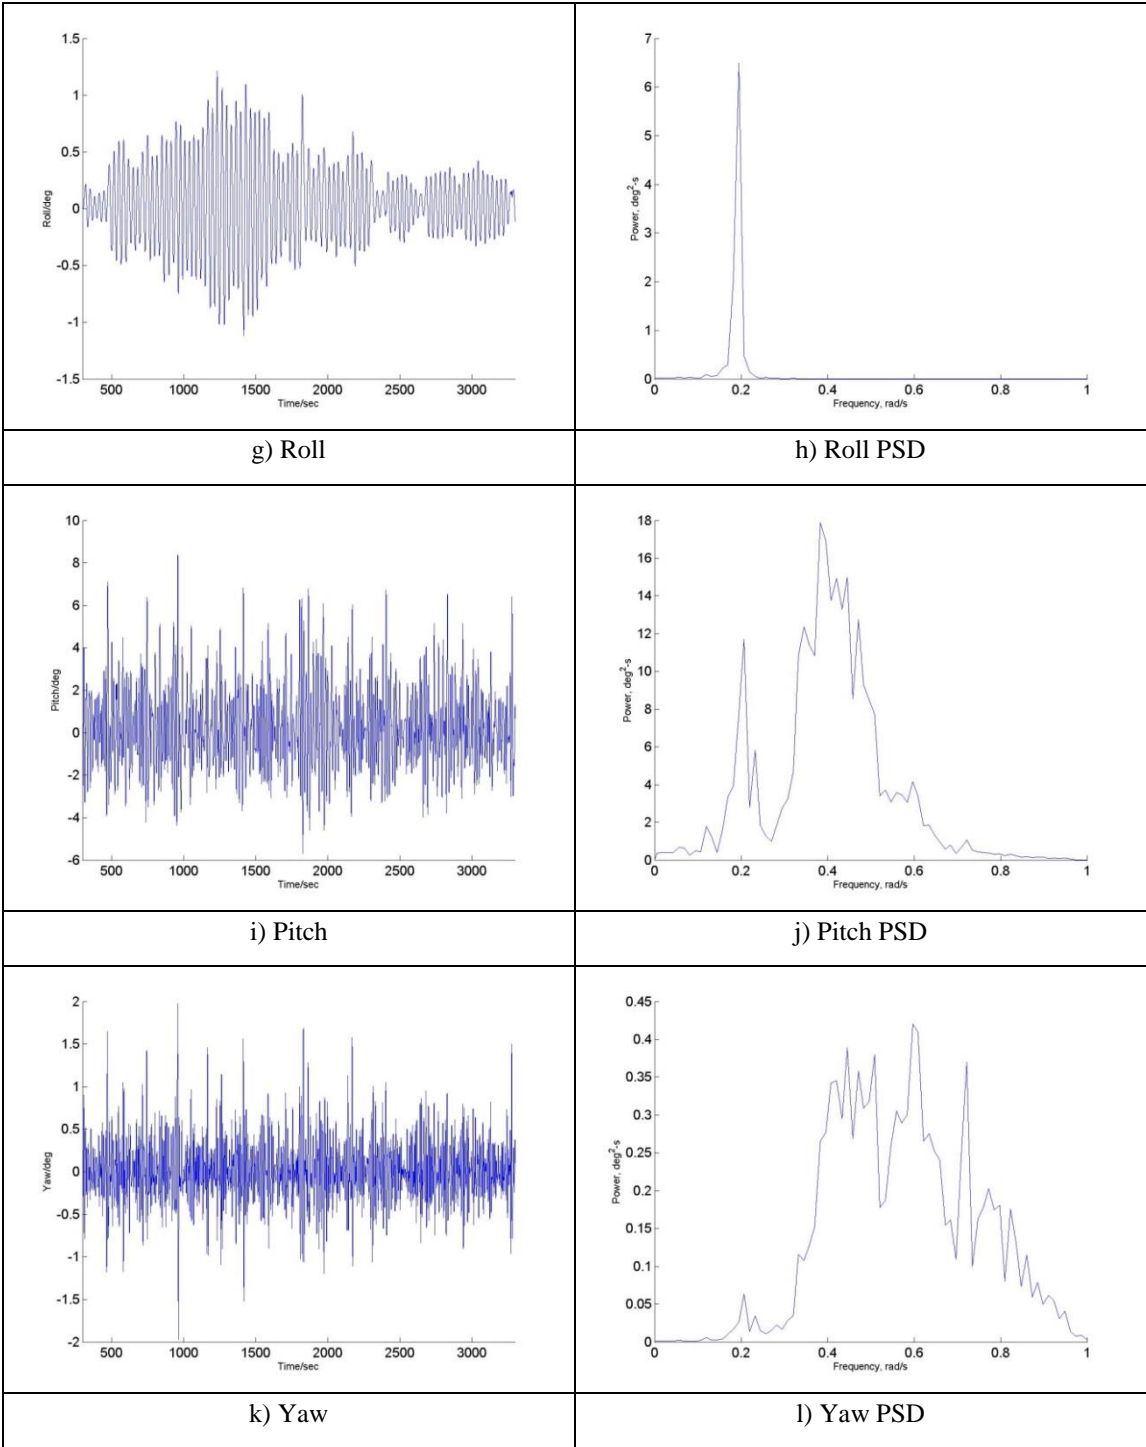 1.5
1
0.5
0
-0.5
-1
-1.5
Roll/deg
500 1000 1500 2000 2500 3000
Time/sec
g) Roll
7
6
5
4
3
2
1
0
Power, deg²-s
0 0.2 0.4 0.6 0.8 1
Frequency, rad/s
h) Roll PSD
10
8
6
4
2
0
-2
-4
-6
Pitch/deg
500 1000 1500 2000 2500 3000
Time/sec
i) Pitch
18
16
14
12
10
8
6
4
2
0
Power, deg²-s
0 0.2 0.4 0.6 0.8 1
Frequency, rad/s
j) Pitch PSD
2
1.5
1
0.5
0
-0.5
-1
-1.5
-2
Yaw/deg
500 1000 1500 2000 2500 3000
Time/sec
k) Yaw
0.45
0.4
0.35
0.3
0.25
0.2
0.15
0.1
0.05
0
Power, deg²-s
0 0.2 0.4 0.6 0.8 1
Frequency, rad/s
l) Yaw PSD